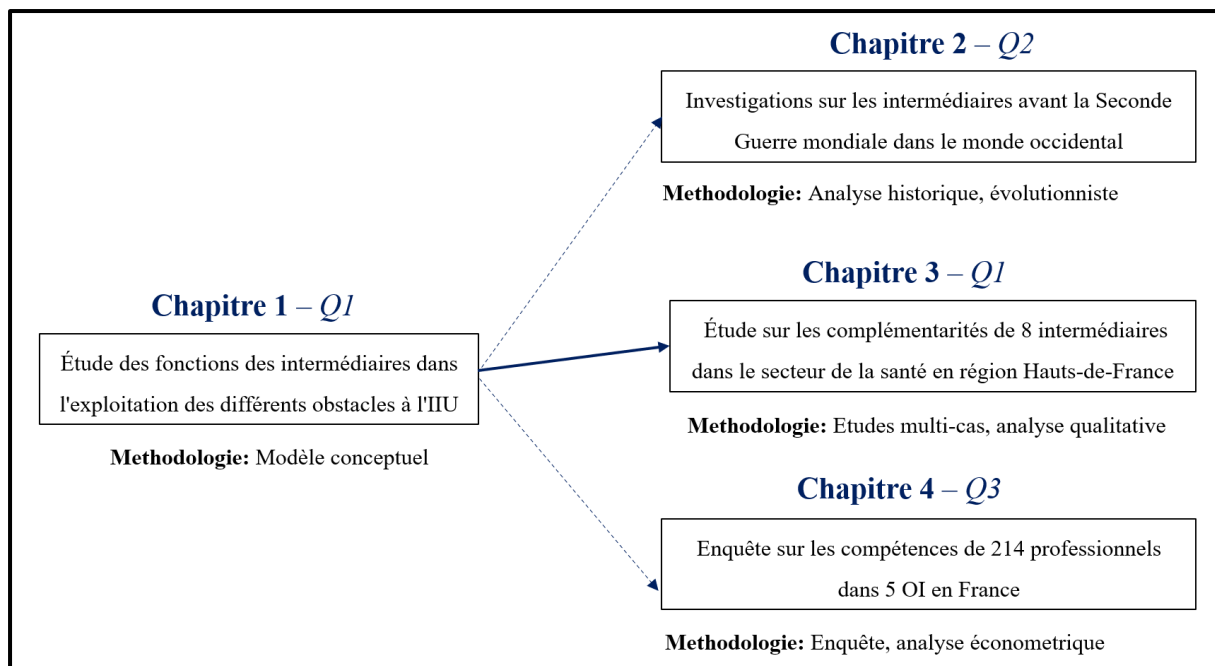 Chapitre 1 – Q1
Étude des fonctions des intermédiaires dans
l'exploitation des différents obstacles à l'IIU
Methodologie: Modèle conceptuel
Chapitre 2 – Q2
Investigations sur les intermédiaires avant la Seconde
Guerre mondiale dans le monde occidental
Methodologie: Analyse historique, évolutionniste
Chapitre 3 – Q1
Étude sur les complémentarités de 8 intermédiaires
dans le secteur de la santé en région Hauts-de-France
Methodologie: Etudes multi-cas, analyse qualitative
Chapitre 4 – Q3
Enquête sur les compétences de 214 professionnels
dans 5 OI en France
Methodologie: Enquête, analyse économetrique